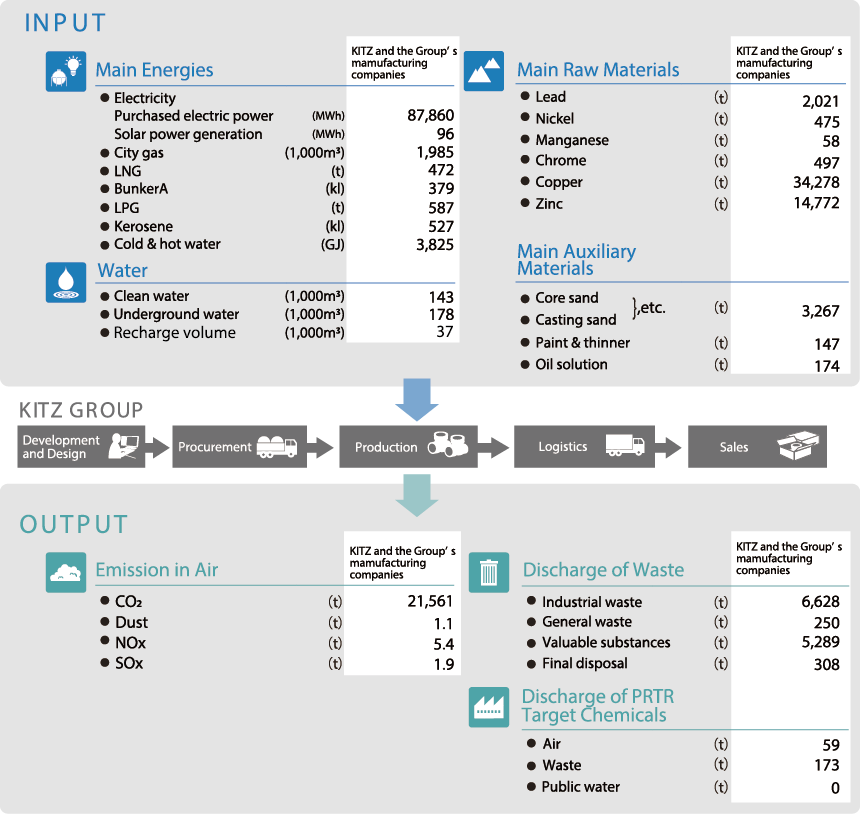 INPUT
Main Energies
KITZ and the Group’ s
mamufacturing
companies
● Electricity
Purchased electric power (MWh) 87,860
Solar power generation (MWh) 96
● City gas (1,000m³) 1,985
● LNG (t) 472
● BunkerA (kl) 379
● LPG (t) 587
● Kerosene (kl) 527
● Cold & hot water (GJ) 3,825
Water
● Clean water (1,000m³) 143
● Underground water (1,000m³) 178
● Recharge volume (1,000m³) 37
Main Raw Materials
KITZ and the Group’ s
mamufacturing
companies
● Lead (t) 2,021
● Nickel (t) 475
● Manganese (t) 58
● Chrome (t) 497
● Copper (t) 34,278
● Zinc (t) 14,772
Main Auxiliary
Materials
● Core sand
},etc. (t) 3,267
● Casting sand
● Paint & thinner (t) 147
● Oil solution (t) 174
KITZ GROUP
Development
and Design
Procurement
Production
Logistics
Sales
OUTPUT
Emission in Air
KITZ and the Group’ s
mamufacturing
companies
● CO₂ (t) 21,561
● Dust (t) 1.1
● NOx (t) 5.4
● SOx (t) 1.9
Discharge of Waste
KITZ and the Group’ s
mamufacturing
companies
● Industrial waste (t) 6,628
● General waste (t) 250
● Valuable substances (t) 5,289
● Final disposal (t) 308
Discharge of PRTR
Target Chemicals
● Air (t) 59
● Waste (t) 173
● Public water (t) 0